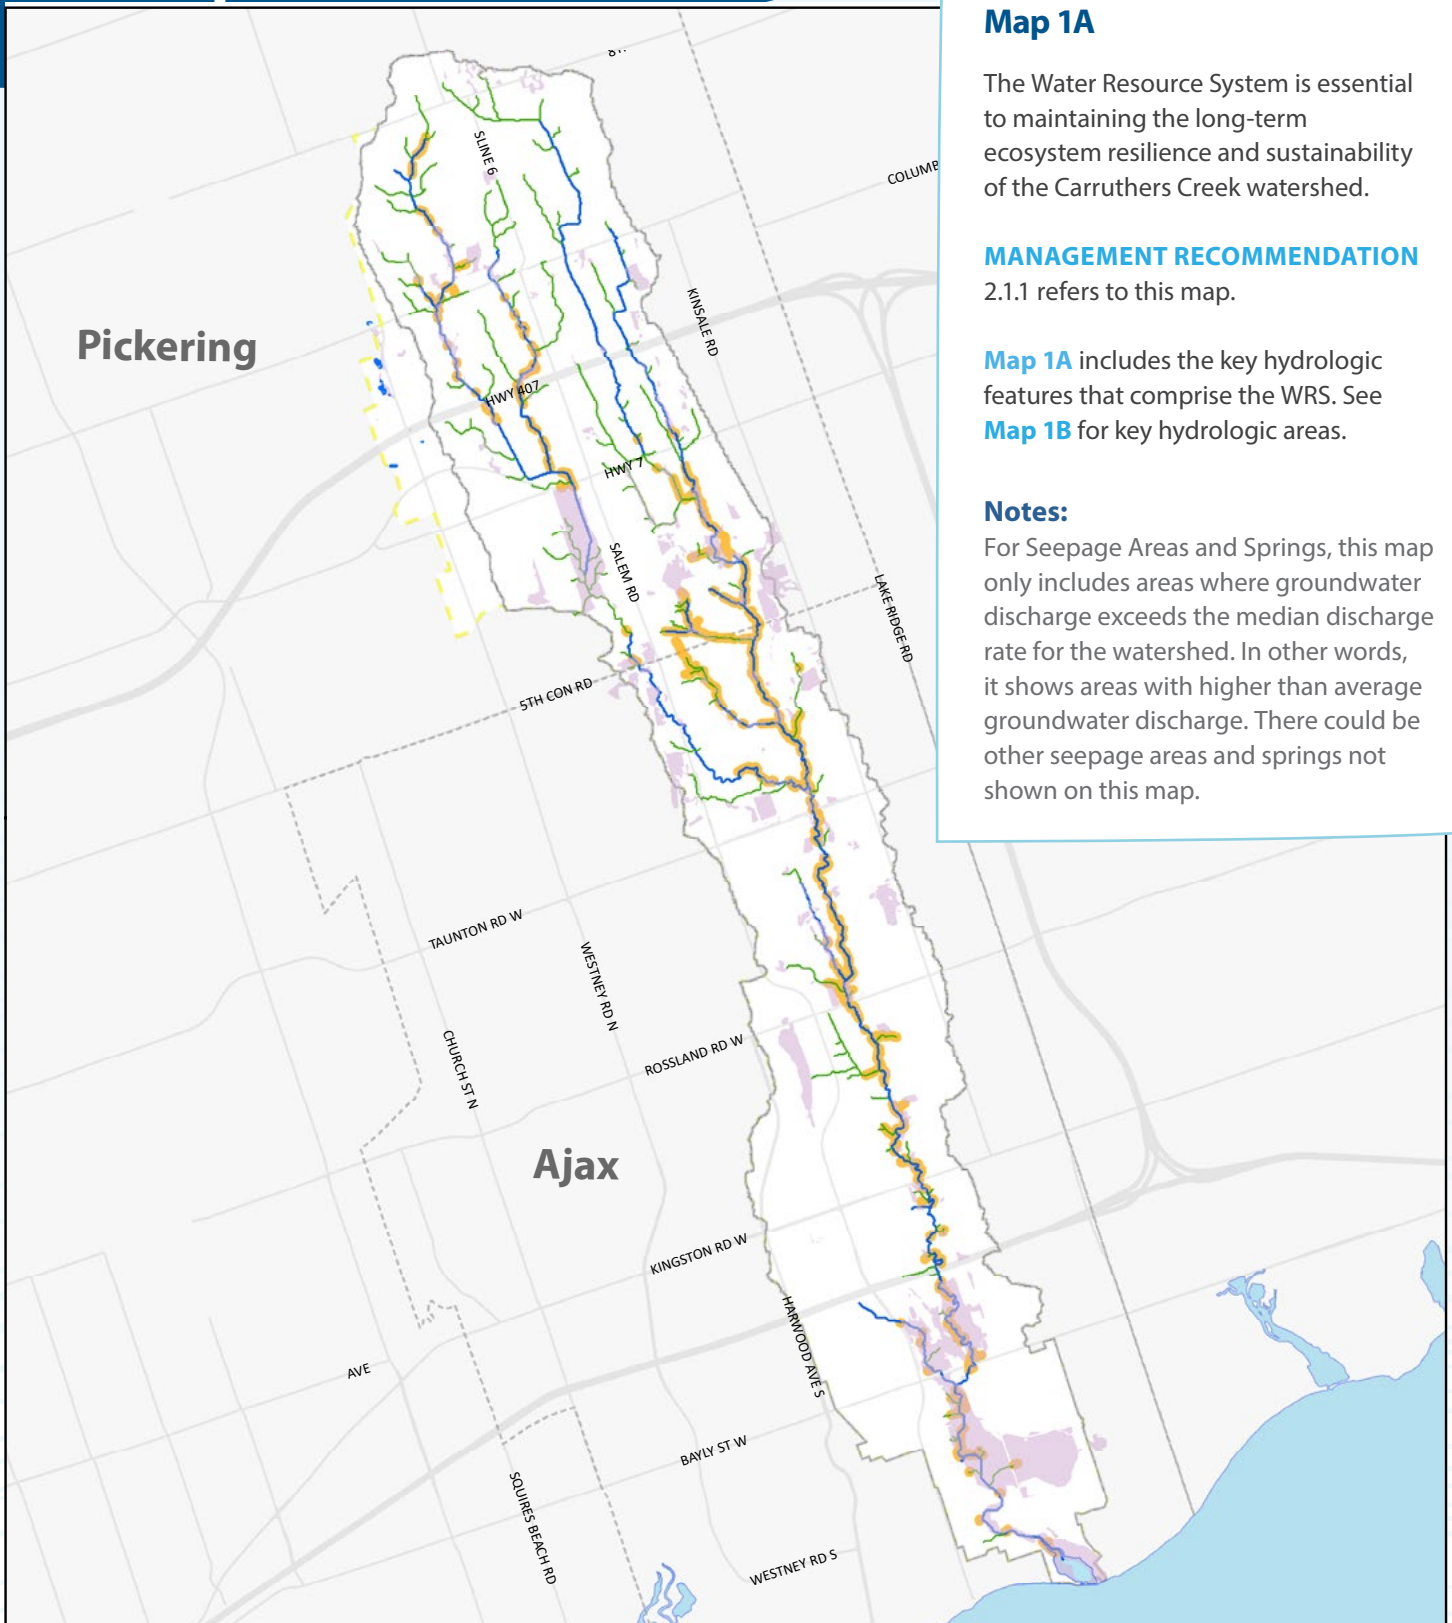 Map 1A
The Water Resource System is essential
to maintaining the long-term
ecosystem resilience and sustainability
of the Carruthers Creek watershed.
MANAGEMENT RECOMMENDATION
2.1.1 refers to this map.
Map 1A includes the key hydrologic
features that comprise the WRS. See
Map 1B for key hydrologic areas.
Notes:
For Seepage Areas and Springs, this map
only includes areas where groundwater
discharge exceeds the median discharge
rate for the watershed. In other words,
it shows areas with higher than average
groundwater discharge. There could be
other seepage areas and springs not
shown on this map.
SLINE 6
COLUMB
KINSALE RD
Pickering
HWY 407
HWY 7
SALEM RD
LAKE RIDGE RD
5TH CON RD
TAUNTON RD W
WESTNEY RD N
CHURCH ST N
ROSSLAND RD W
Ajax
KINGSTON RD W
HARWOOD AVE S
AVE
BAYLY ST W
SQUIRES BEACH RD
WESTNEY RD S